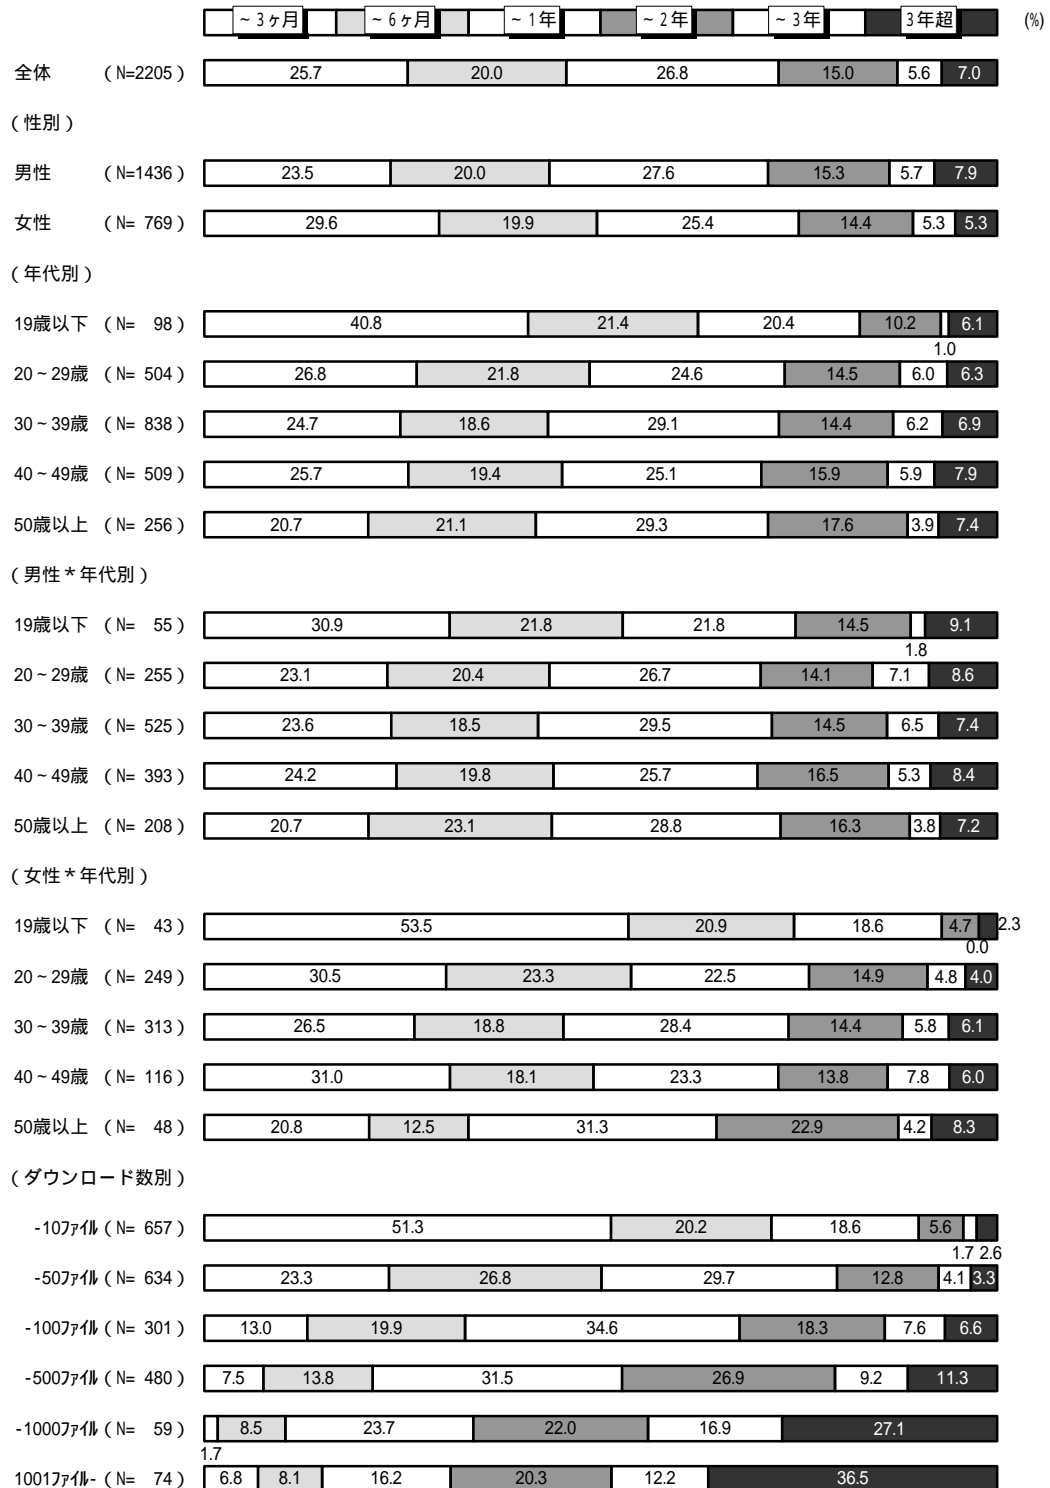 ~3ヶ月 ~6ヶ月 ~1年 ~2年 ~3年 3年超 (%)
全体 (N=2205) 25.7 20.0 26.8 15.0 5.6 7.0
(性別)
男性 (N=1436) 23.5 20.0 27.6 15.3 5.7 7.9
女性 (N= 769) 29.6 19.9 25.4 14.4 5.3 5.3
(年代別)
19歳以下 (N= 98) 40.8 21.4 20.4 10.2 6.1
1.0
20~29歳 (N= 504) 26.8 21.8 24.6 14.5 6.0 6.3
30~39歳 (N= 838) 24.7 18.6 29.1 14.4 6.2 6.9
40~49歳 (N= 509) 25.7 19.4 25.1 15.9 5.9 7.9
50歳以上 (N= 256) 20.7 21.1 29.3 17.6 3.9 7.4
(男性*年代別)
19歳以下 (N= 55) 30.9 21.8 21.8 14.5 9.1
1.8
20~29歳 (N= 255) 23.1 20.4 26.7 14.1 7.1 8.6
30~39歳 (N= 525) 23.6 18.5 29.5 14.5 6.5 7.4
40~49歳 (N= 393) 24.2 19.8 25.7 16.5 5.3 8.4
50歳以上 (N= 208) 20.7 23.1 28.8 16.3 3.8 7.2
(女性*年代別)
19歳以下 (N= 43) 53.5 20.9 18.6 4.7 2.3
0.0
20~29歳 (N= 249) 30.5 23.3 22.5 14.9 4.8 4.0
30~39歳 (N= 313) 26.5 18.8 28.4 14.4 5.8 6.1
40~49歳 (N= 116) 31.0 18.1 23.3 13.8 7.8 6.0
50歳以上 (N= 48) 20.8 12.5 31.3 22.9 4.2 8.3
(ダウンロード数別)
-10ファイル (N= 657) 51.3 20.2 18.6 5.6
1.7 2.6
-50ファイル (N= 634) 23.3 26.8 29.7 12.8 4.1 3.3
-100ファイル (N= 301) 13.0 19.9 34.6 18.3 7.6 6.6
-500ファイル (N= 480) 7.5 13.8 31.5 26.9 9.2 11.3
-1000ファイル (N= 59) 8.5 23.7 22.0 16.9 27.1
1.7
1001ファイル- (N= 74) 6.8 8.1 16.2 20.3 12.2 36.5